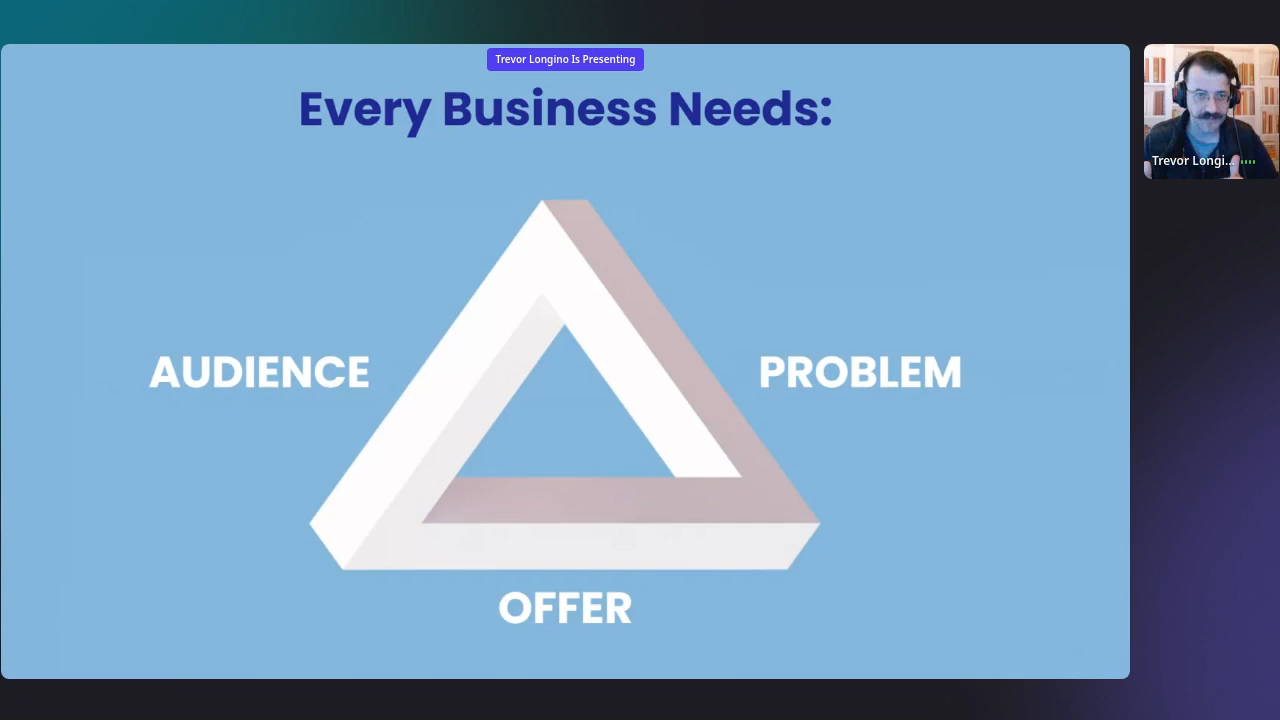 Trevor Longino Is Presenting
Every Business Needs:
Trevor Longi...
AUDIENCE
PROBLEM
OFFER